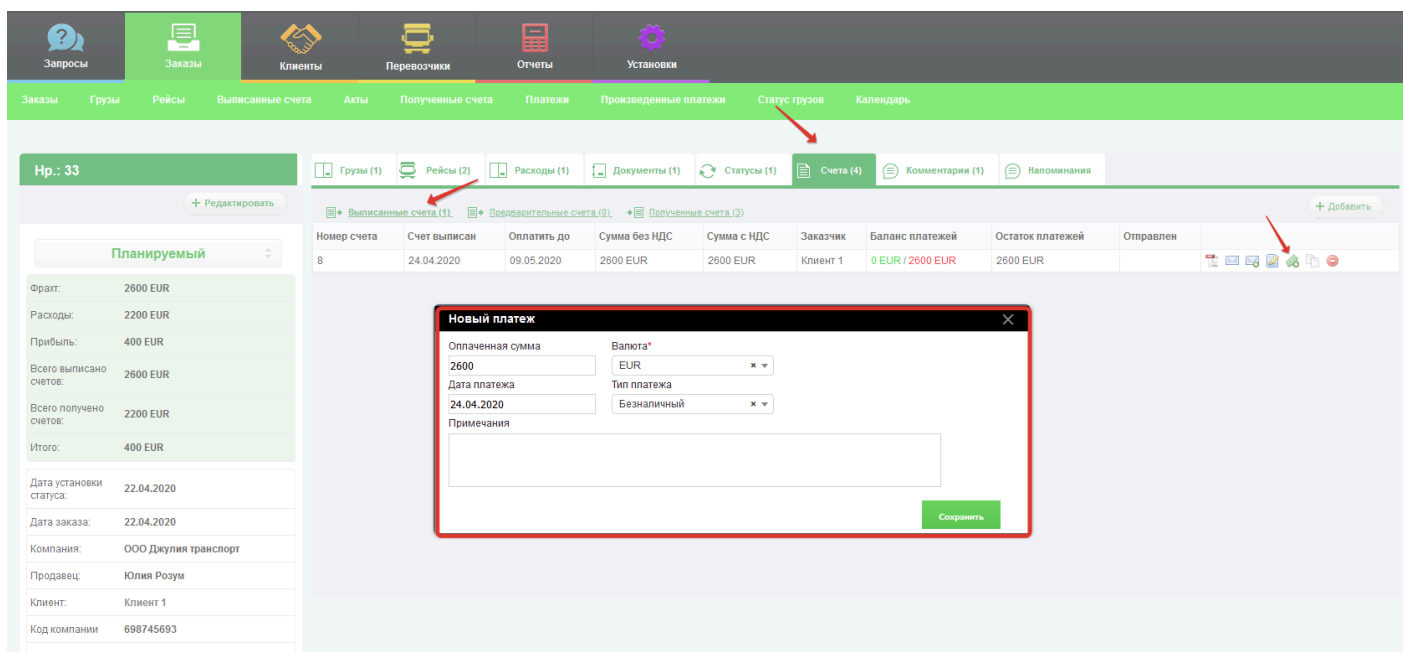 Запросы Заказы Клиенты Перевозчики Отчеты Установки
Заказы Грузы Рейсы Выписанные счета Акты Полученные счета Платежи Произведенные платежи Статус грузов Календарь
Нр.: 33
Грузы (1) Рейсы (2) Расходы (1) Документы (1) Статусы (1) Счета (4) Комментарии (1) Напоминания
+ Редактировать
Выписанные счета (1) Предварительные счета (0) Полученные счета (3)
+ Добавить
Номер счета Счет выписан Оплатить до Сумма без НДС Сумма с НДС Заказчик Баланс платежей Остаток платежей Отправлен
8 24.04.2020 09.05.2020 2600 EUR 2600 EUR Клиент 1 0 EUR / 2600 EUR 2600 EUR
Планируемый
Фрахт: 2600 EUR
Расходы: 2200 EUR
Прибыль: 400 EUR
Всего выписано
счетов: 2600 EUR
Всего получено
счетов: 2200 EUR
Итого: 400 EUR
Дата установки
статуса: 22.04.2020
Дата заказа: 22.04.2020
Компания: ООО Джулия транспорт
Продавец: Юлия Розум
Клиент: Клиент 1
Код компании 698745693
Новый платеж
Оплаченная сумма Валюта*
2600 EUR
Дата платежа Тип платежа
24.04.2020 Безналичный
Примечания
Сохранить